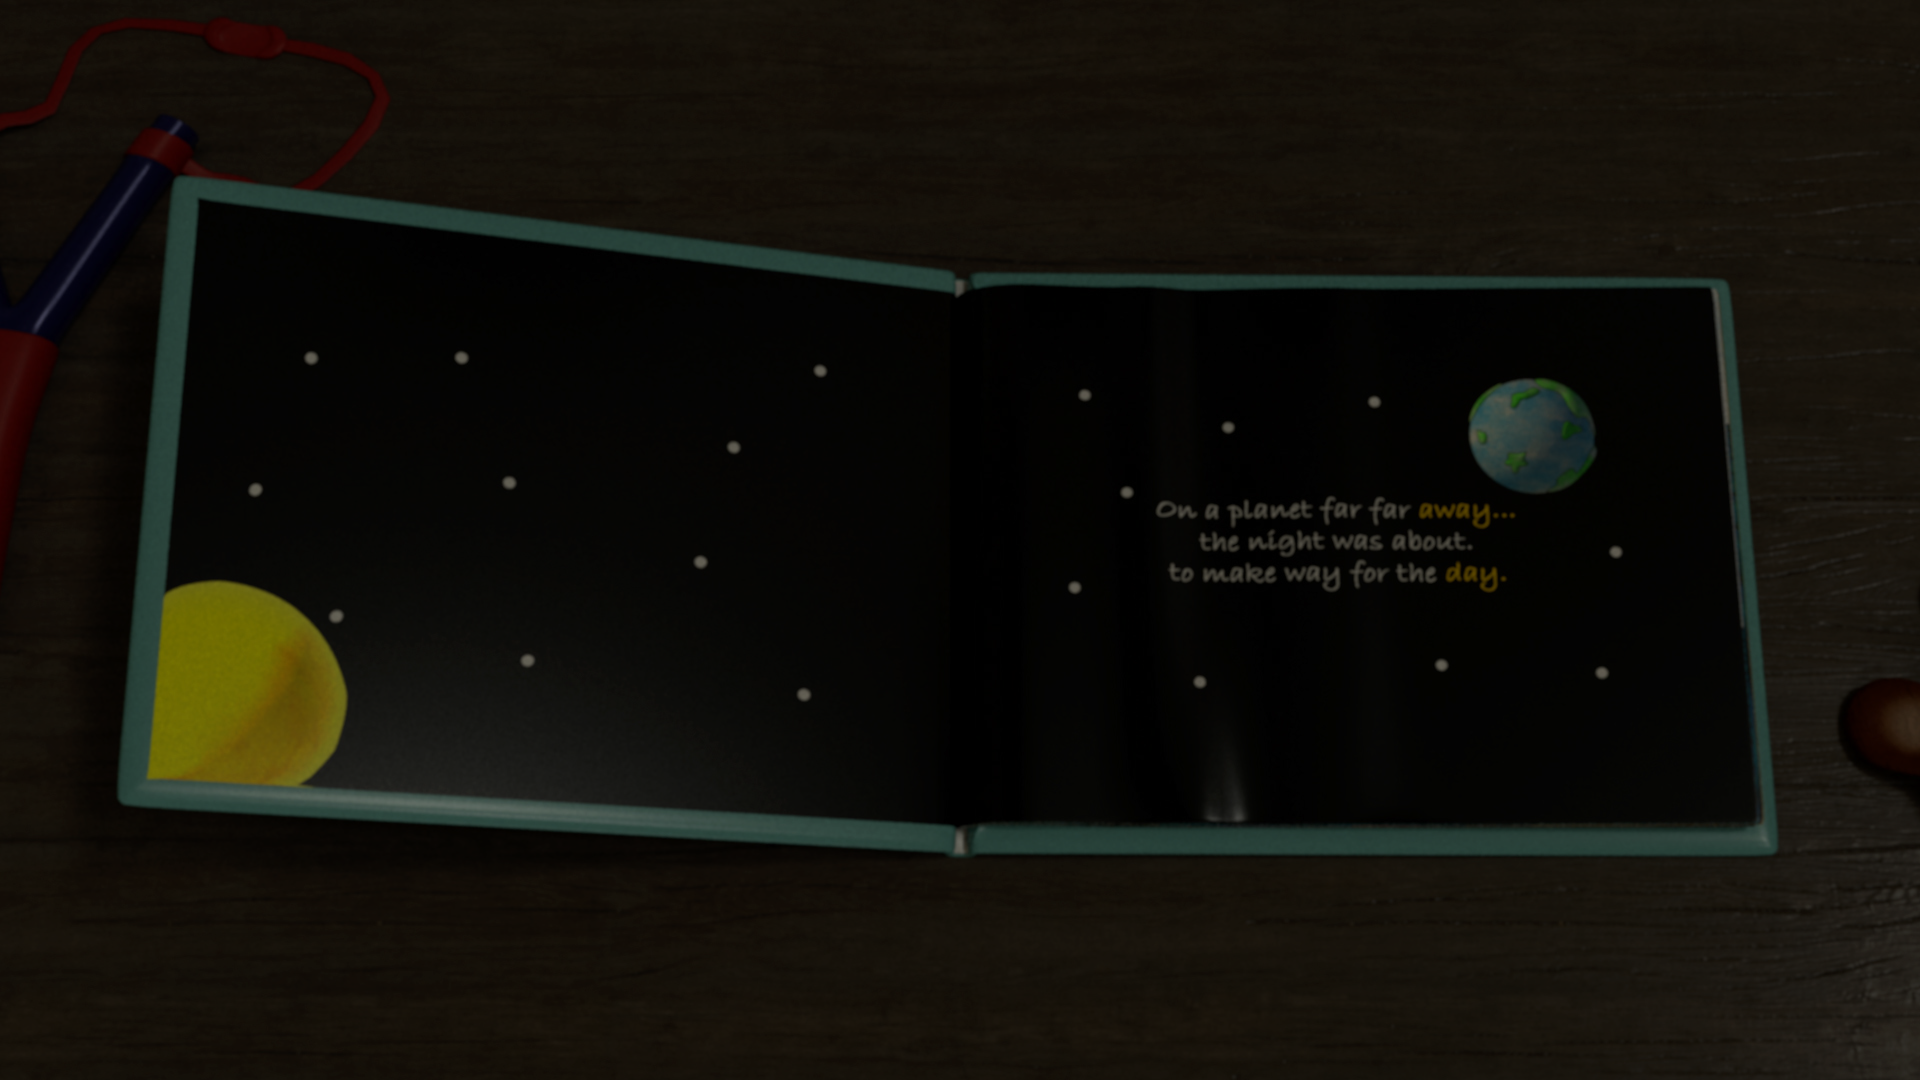 On a planet far far away...
the night was about.
to make way for the day.